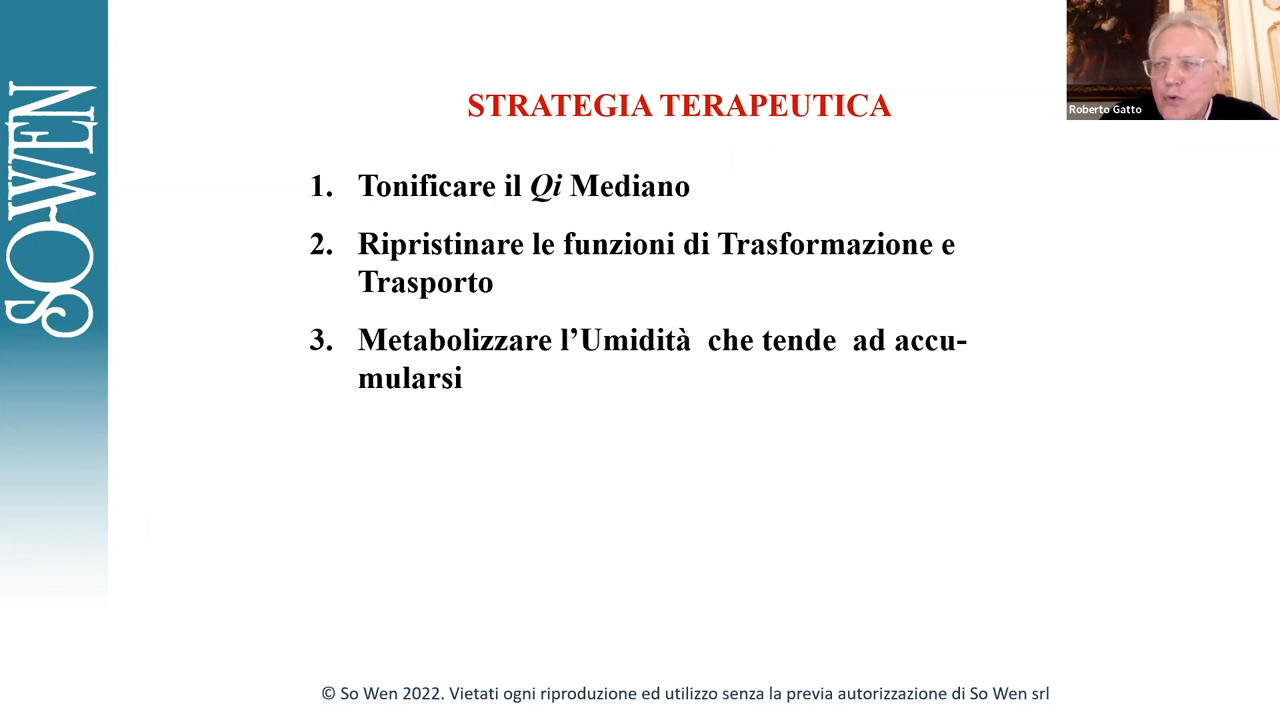 SO-WEN
Roberto Gatto
STRATEGIA TERAPEUTICA
1. Tonificare il Qi Mediano
2. Ripristinare le funzioni di Trasformazione e
Trasporto
3. Metabolizzare l’Umidità che tende ad accu-
mularsi
© So Wen 2022. Vietati ogni riproduzione ed utilizzo senza la previa autorizzazione di So Wen srl